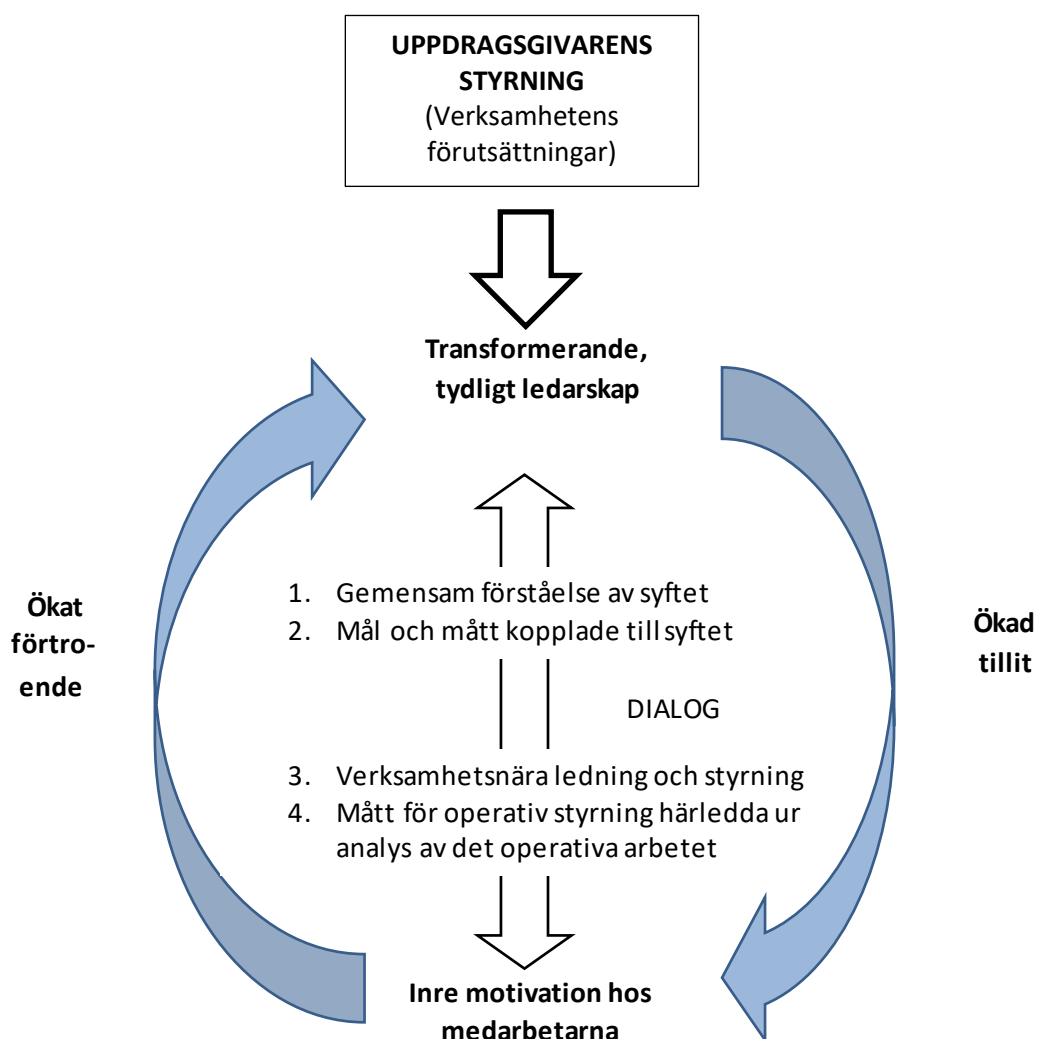 UPPDRAGSGIVARENS
STYRNING
(Verksamhetens
förutsättningar)
Transformerande,
tydligt ledarskap
1. Gemensam förståelse av syftet
2. Mål och mått kopplade till syftet
Ökat
förtro-
ende
Ökad
tillit
DIALOG
3. Verksamhetsnära ledning och styrning
4. Mått för operativ styrning härledda ur
analys av det operativa arbetet
Inre motivation hos
medarbetarna